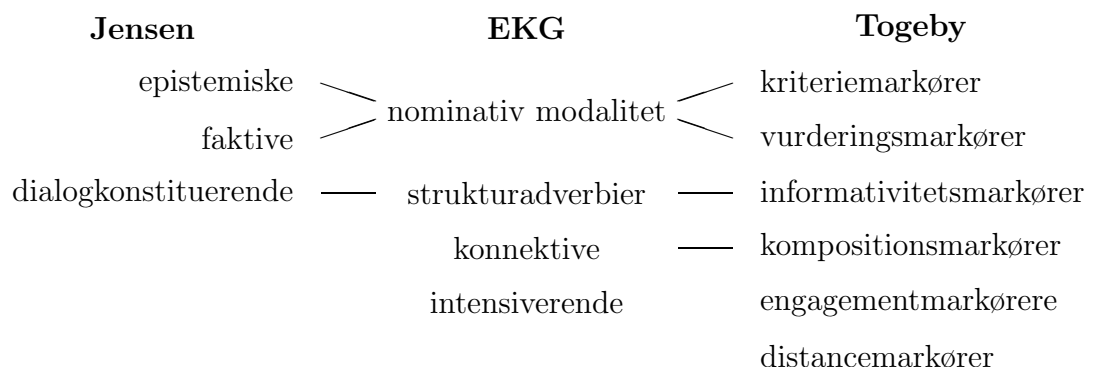 Jensen EKG Togeby
epistemiske kriteriemarkører
nominativ modalitet
faktive vurderingsmarkører
dialogkonstituerende strukturadverbier informativitetsmarkører
konnektive kompositionsmarkører
intensiverende engagementmarkørere
distancemarkører